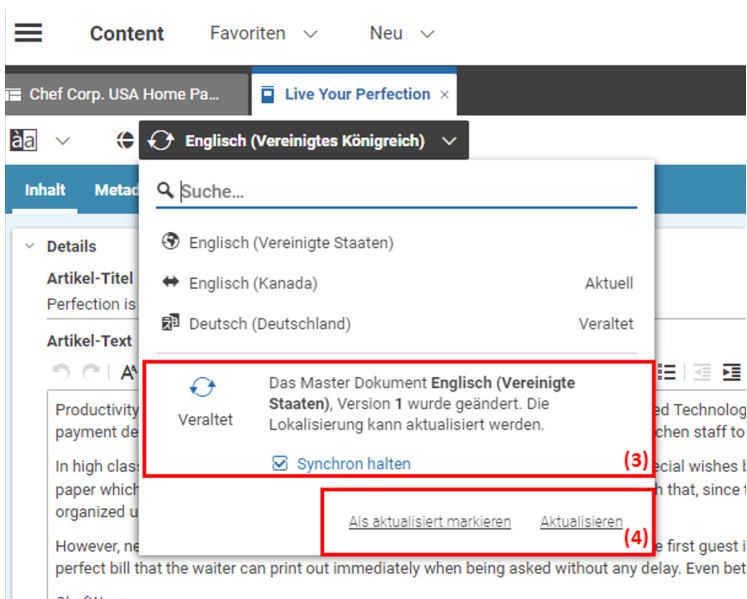 Content Favoriten Neu
Chef Corp. USA Home Pa... Live Your Perfection ×
àa Englisch (Vereinigtes Königreich)
Inhalt Metad
Suche...
Englisch (Vereinigte Staaten)
Details
Artikel-Titel Englisch (Kanada) Aktuell
Perfection is
Deutsch (Deutschland) Veraltet
Artikel-Text
Das Master Dokument Englisch (Vereinigte
Staaten), Version 1 wurde geändert. Die
Lokalisierung kann aktualisiert werden.
Veraltet
Synchron halten (3)
Als aktualisiert markieren Aktualisieren (4)
Productivity ed Technolog
payment de chen staff to
In high clas ecial wishes b
paper which h that, since t
organized u
However, ne e first guest i
perfect bill that the waiter can print out immediately when being asked without any delay. Even bet